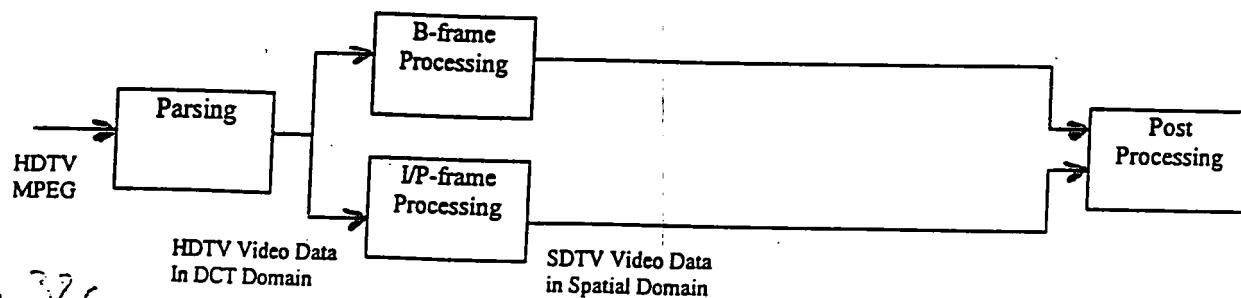 B-frame
Processing
Parsing
Post
Processing
HDTV
MPEG
I/P-frame
Processing
HDTV Video Data
In DCT Domain
SDTV Video Data
in Spatial Domain